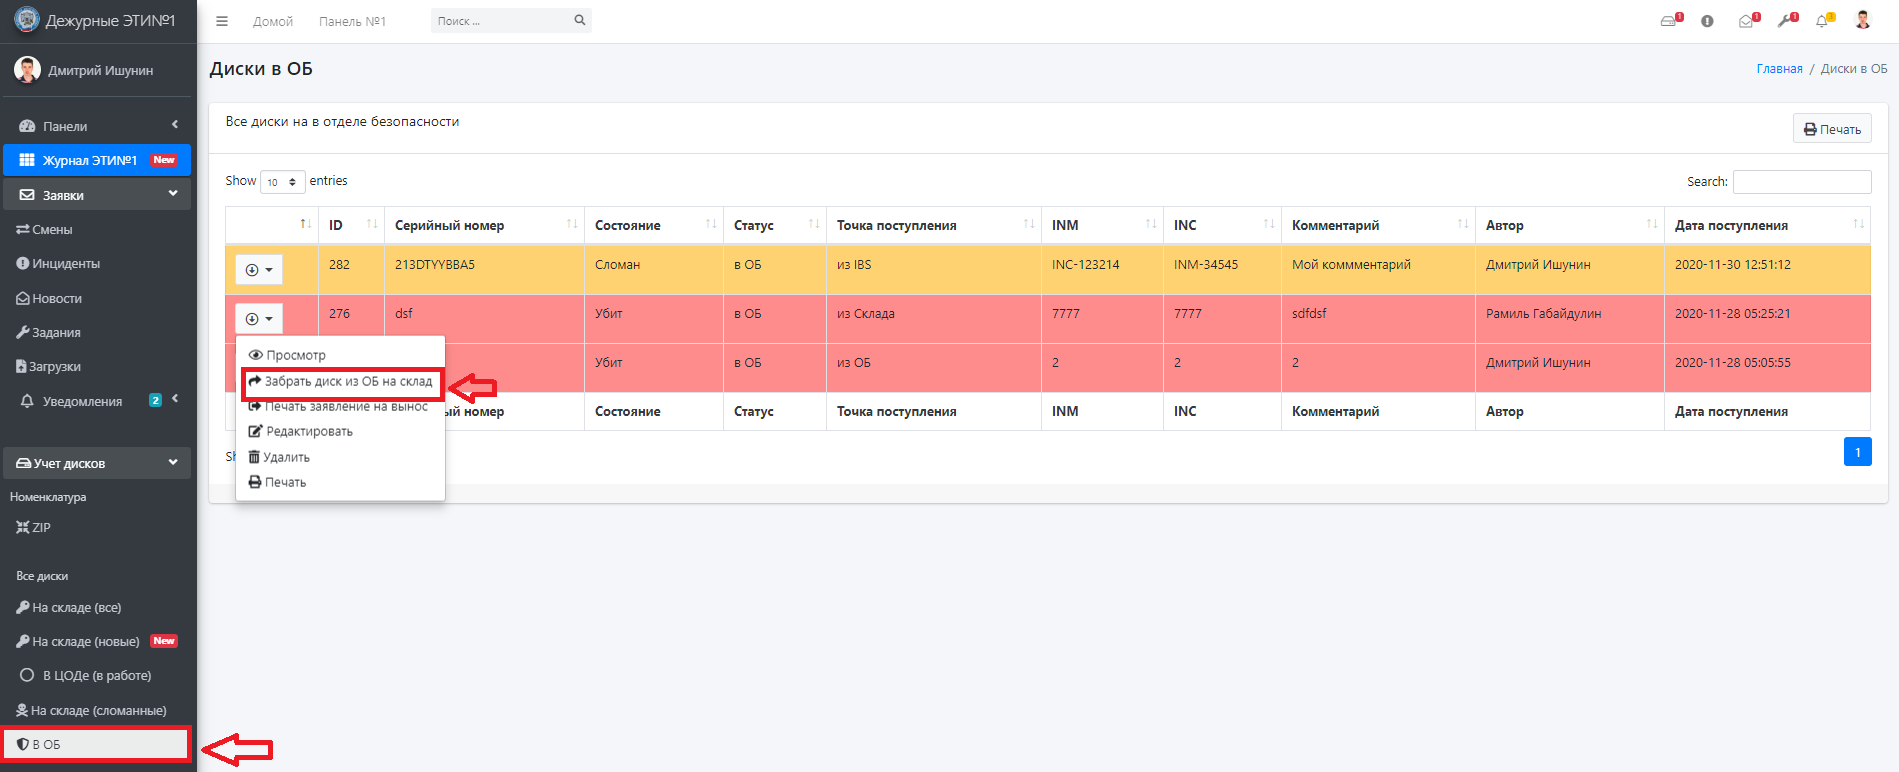 Дежурные ЭТИ№1
Дмитрий Ишунин
Панели
Журнал ЭТИ№1 New
Заявки
Смены
Инциденты
Новости
Задания
Загрузки
Уведомления 2
Учет дисков
Номенклатура
ZIP
Все диски
На складе (все)
На складе (новые) New
В ЦОДе (в работе)
На складе (сломанные)
В ОБ
Домой Панель №1 Поиск ... 1 1 1 3
Диски в ОБ
Главная / Диски в ОБ
Все диски на в отделе безопасности
Печать
Show 10 entries
Search:
ID Серийный номер Состояние Статус Точка поступления INM INC Комментарий Автор Дата поступления
282 213DTYYBBA5 Сломан в ОБ из IBS INC-123214 INM-34545 Мой коммментарий Дмитрий Ишунин 2020-11-30 12:51:12
276 dsf Убит в ОБ из Склада 7777 7777 sdfdsf Рамиль Габайдулин 2020-11-28 05:25:21
Убит в ОБ из ОБ 2 2 2 Дмитрий Ишунин 2020-11-28 05:05:55
номер Состояние Статус Точка поступления INM INC Комментарий Автор Дата поступления
1
Просмотр
Забрать диск из ОБ на склад
Печать заявление на вынос
Редактировать
Удалить
Печать